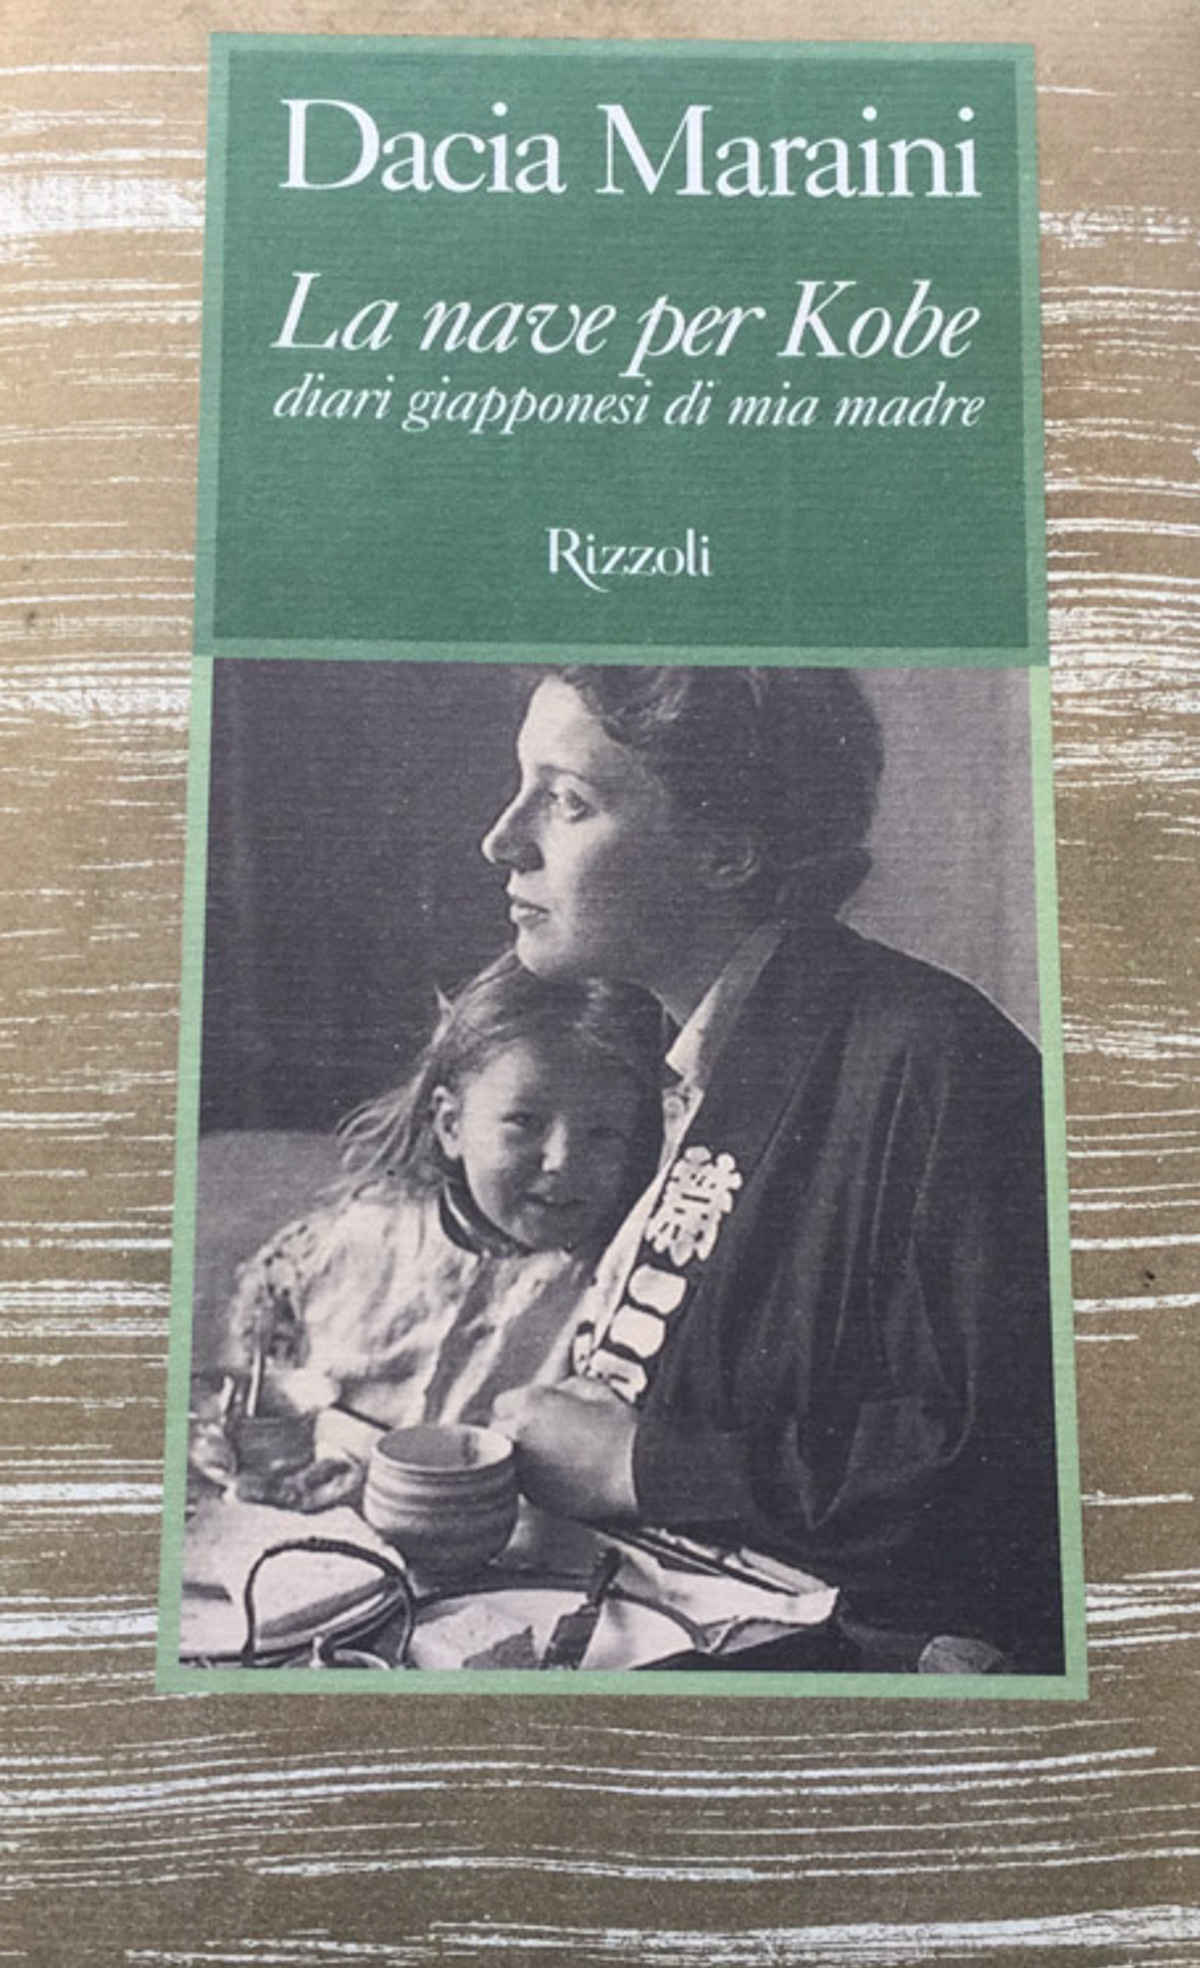 Dacia Maraini
La nave per Kobe
diari giapponesi di mia madre
Rizzoli